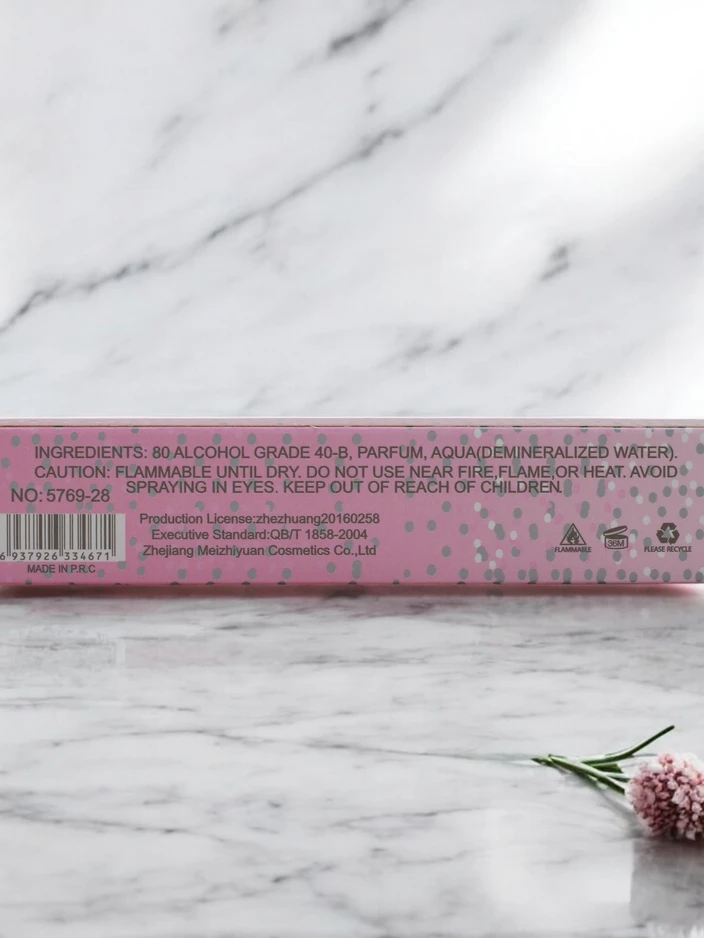 INGREDIENTS: 80 ALCOHOL GRADE 40-B, PARFUM, AQUA(DEMINERALIZED WATER).
CAUTION: FLAMMABLE UNTIL DRY. DO NOT USE NEAR FIRE,FLAME,OR HEAT. AVOID
SPRAYING IN EYES. KEEP OUT OF REACH OF CHILDREN.
NO: 5769-28
6 937926 334671
MADE IN P.R.C
Production License:zhezhuang20160258
Executive Standard:QB/T 1858-2004
Zhejiang Meizhiyuan Cosmetics Co.,Ltd
FLAMMABLE
36M
PLEASE RECYCLE